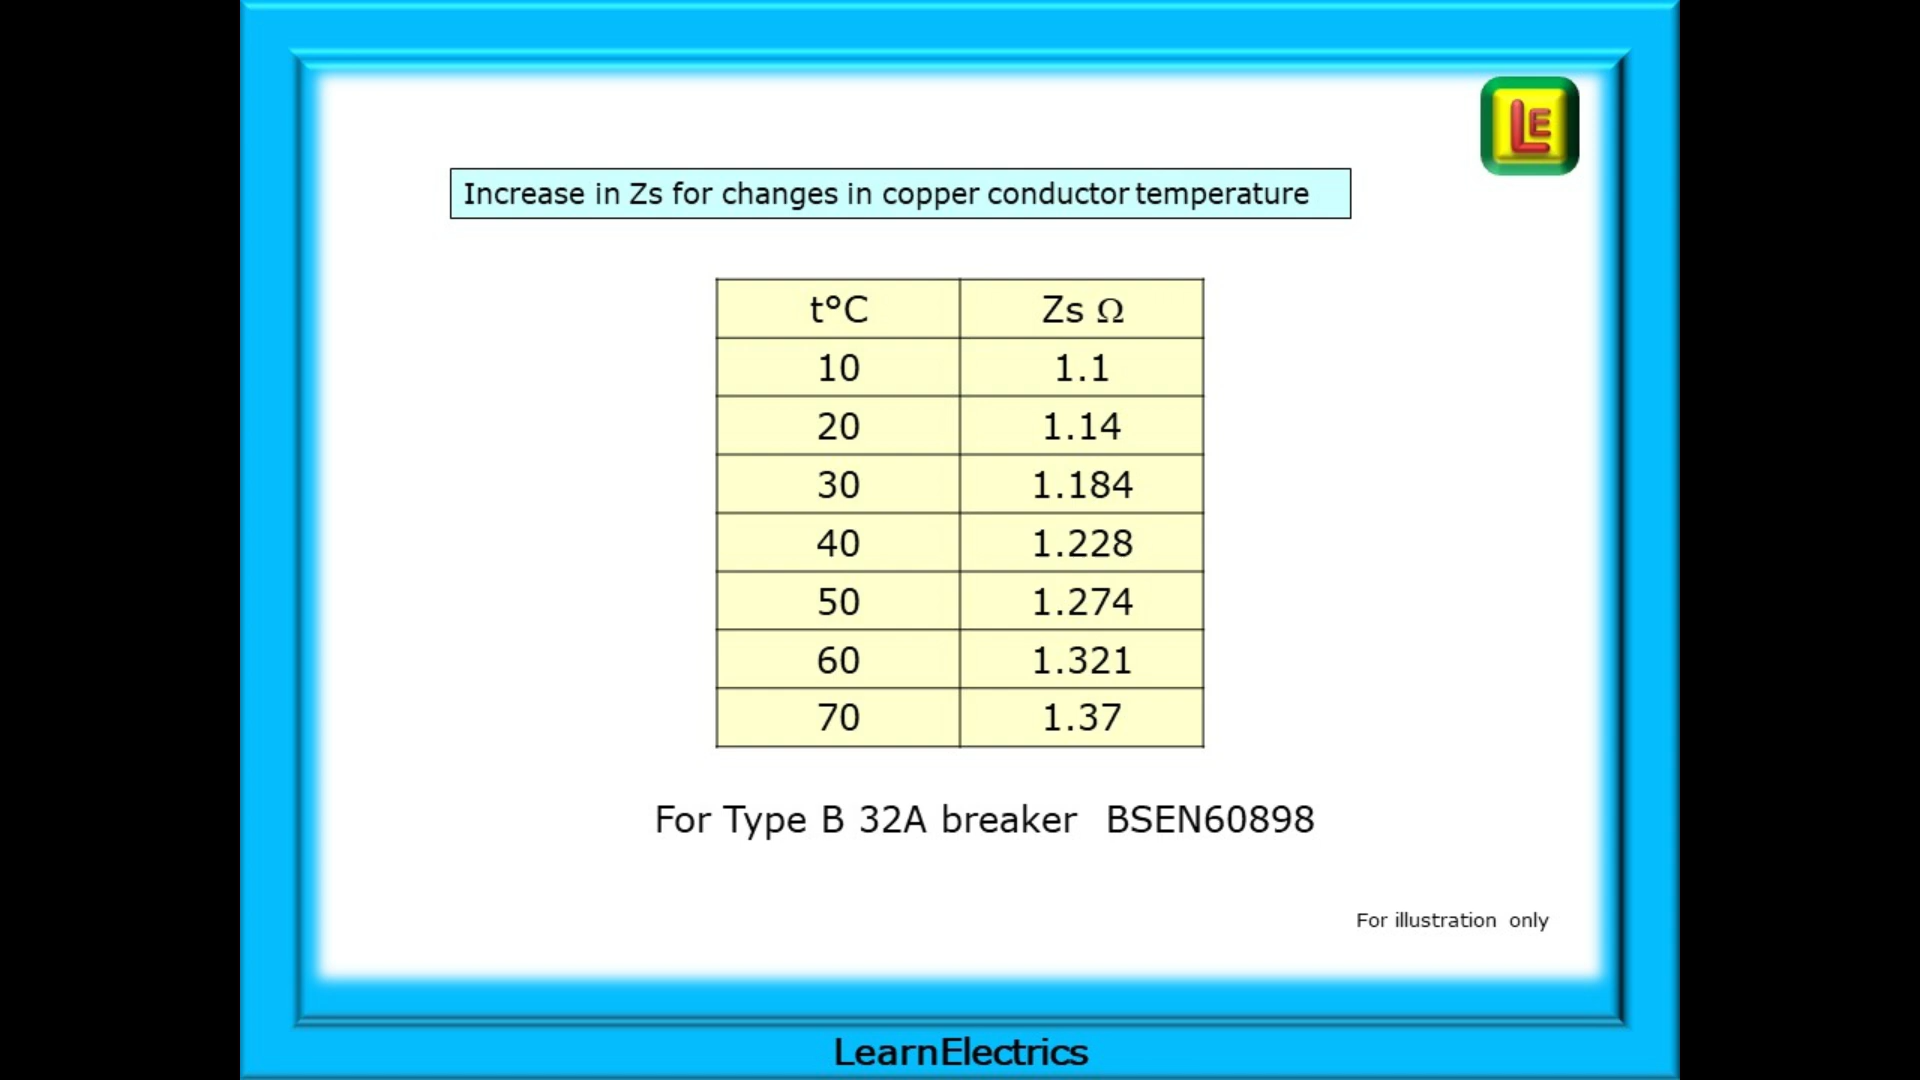 LE
Increase in Zs for changes in copper conductor temperature
t°C Zs Ω
10 1.1
20 1.14
30 1.184
40 1.228
50 1.274
60 1.321
70 1.37
For Type B 32A breaker BSEN60898
For illustration only
LearnElectrics